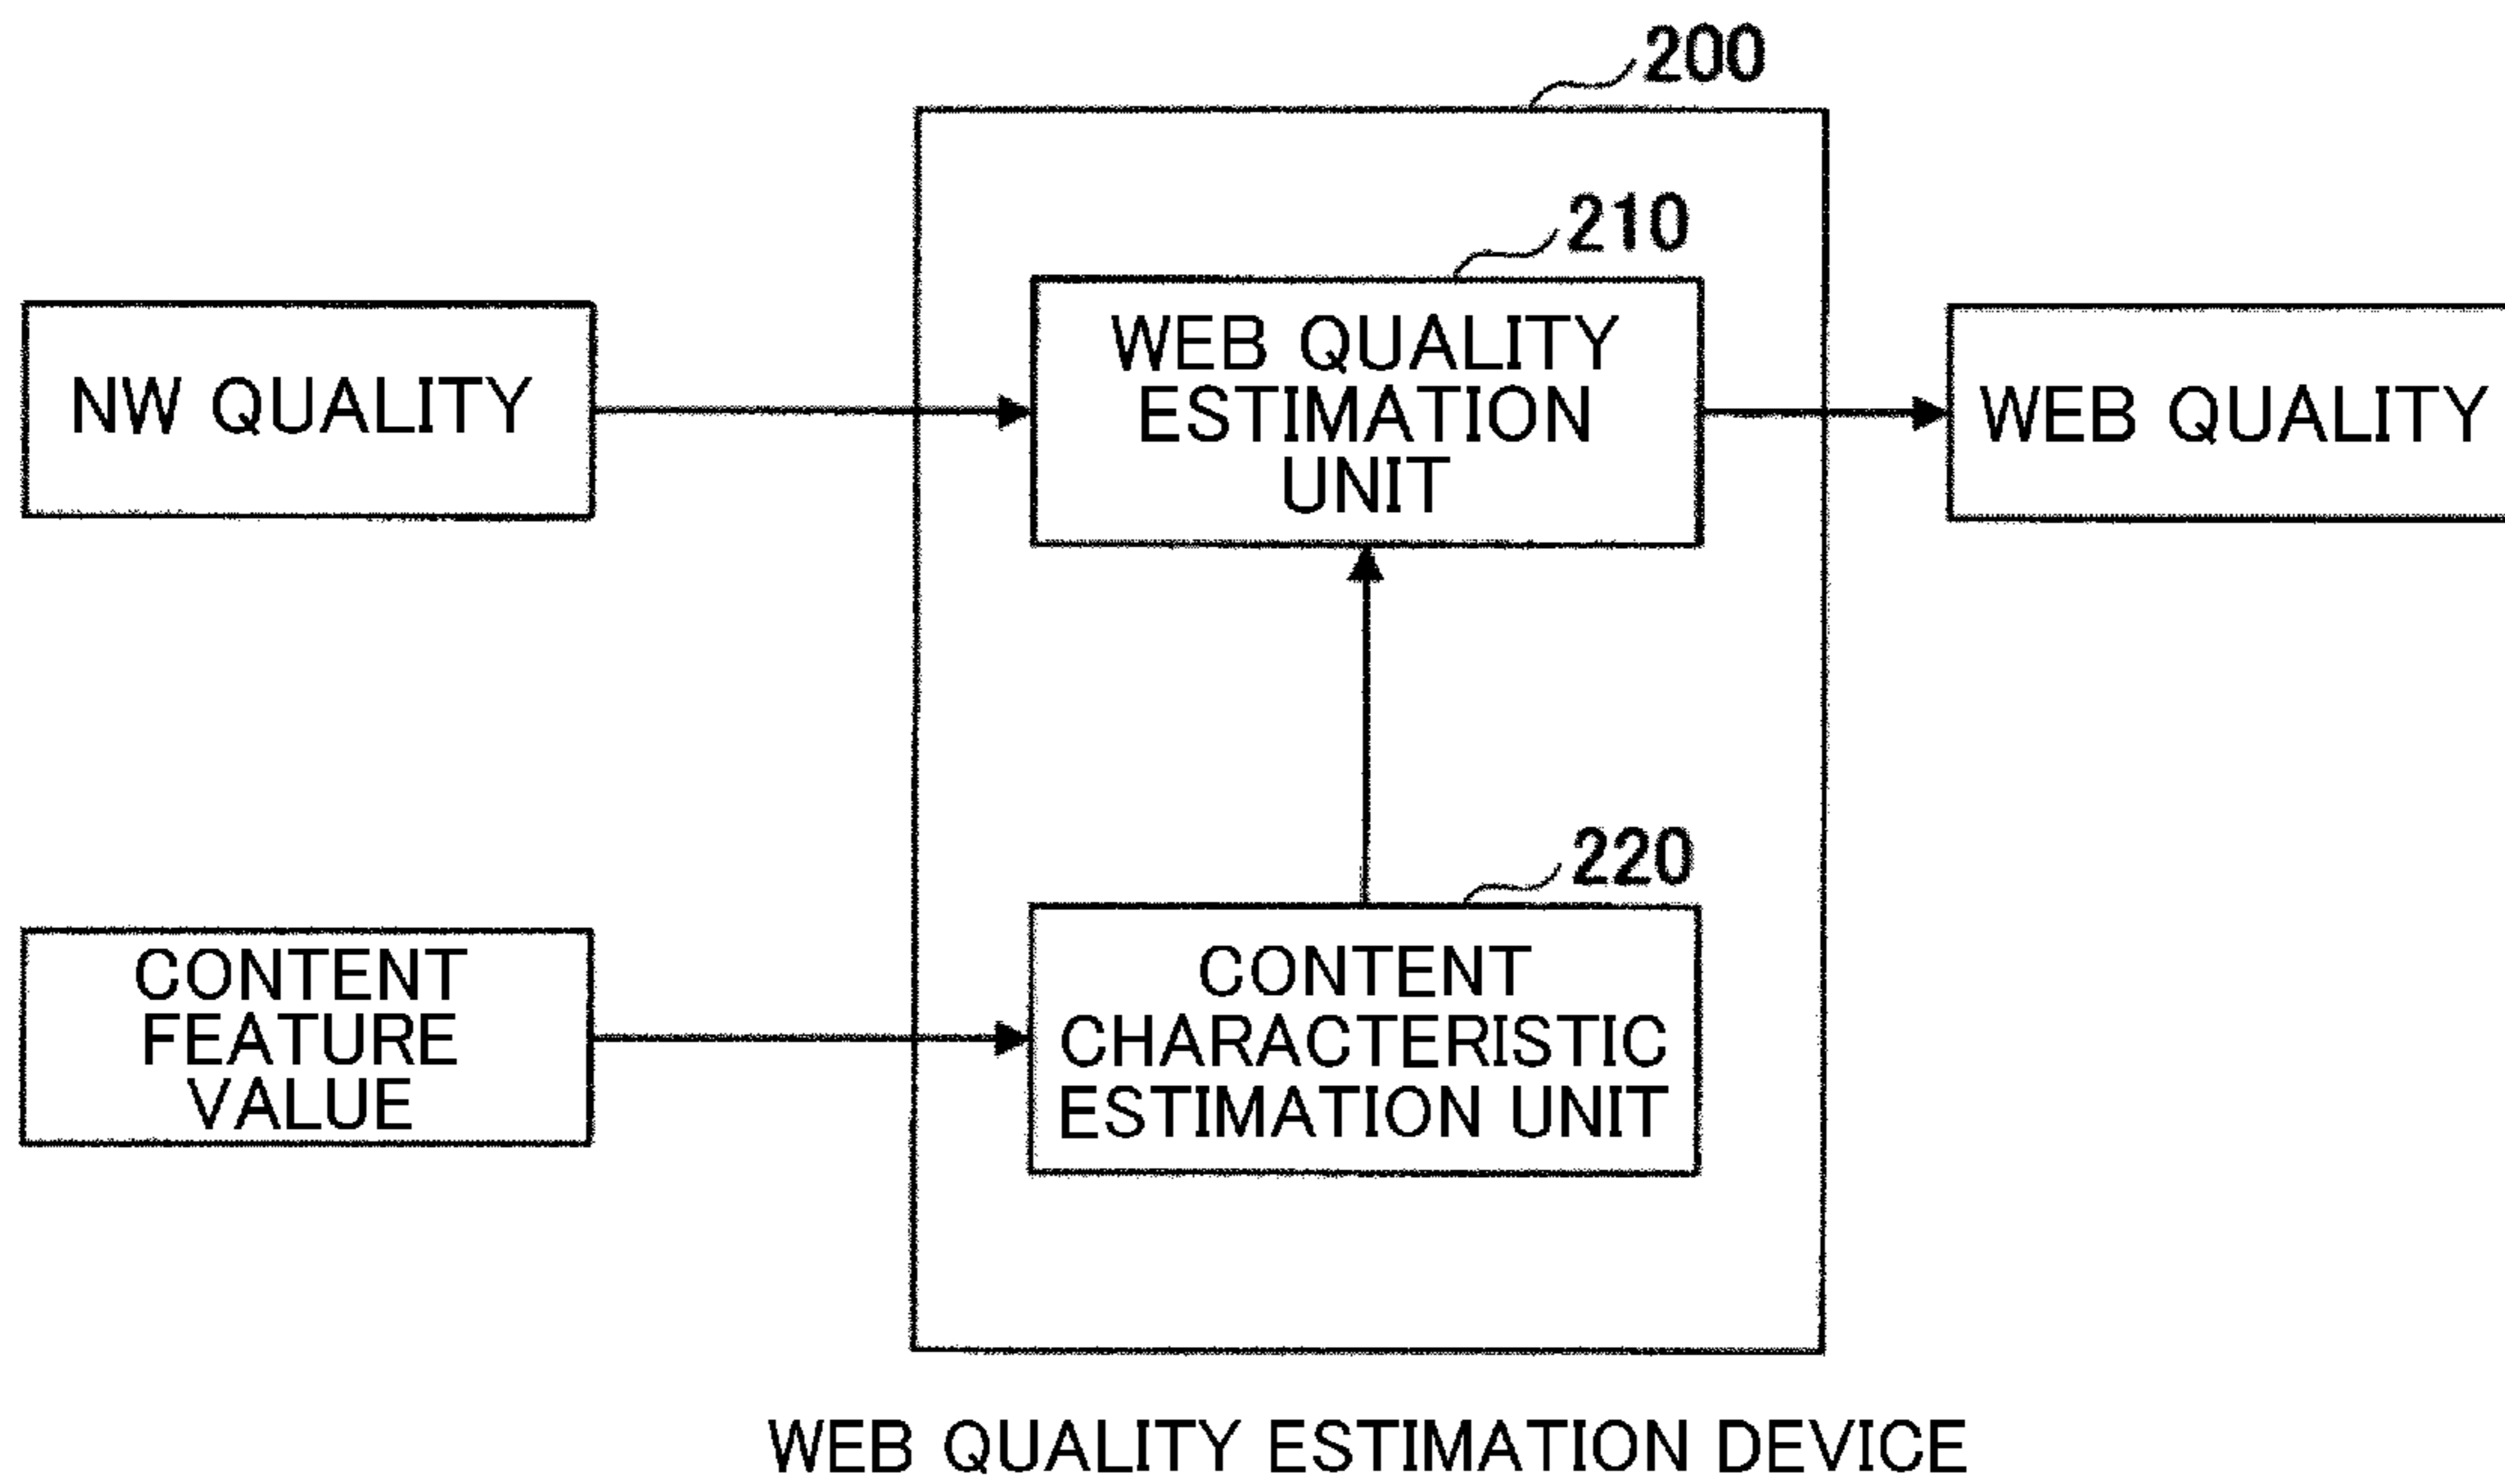 200
210
NW QUALITY
WEB QUALITY
ESTIMATION
UNIT
WEB QUALITY
220
CONTENT
FEATURE
VALUE
CONTENT
CHARACTERISTIC
ESTIMATION UNIT
WEB QUALITY ESTIMATION DEVICE